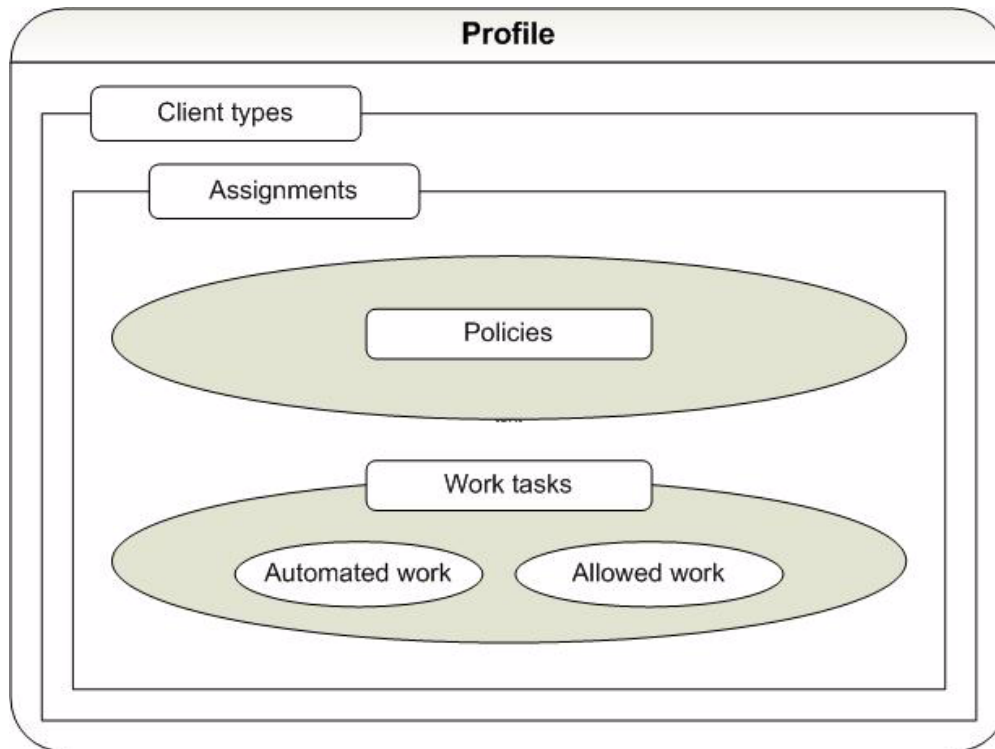 Profile
Client types
Assignments
Policies
Work tasks
Automated work
Allowed work